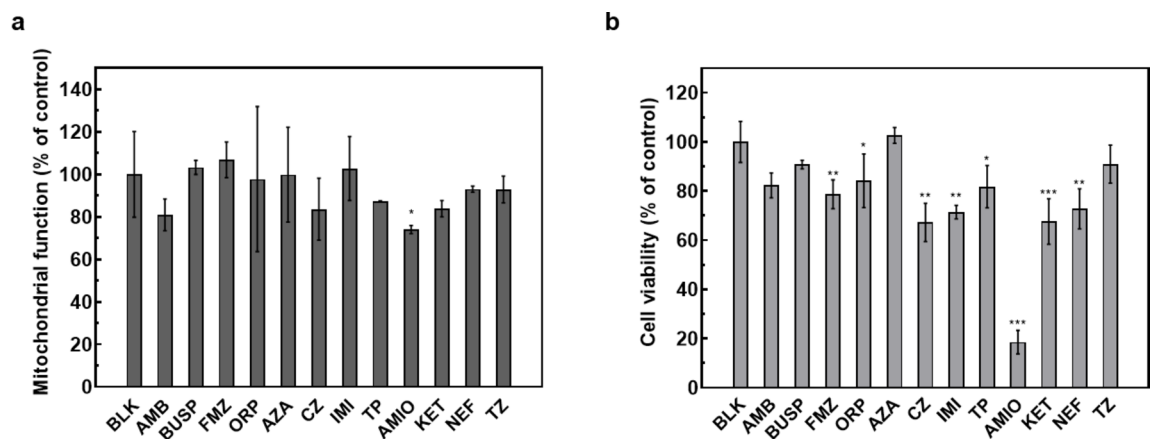 a
Mitochondrial function (% of control)
140
120
100
80
60
40
20
0
*
BLK AMB BUSP FMZ ORP AZA CZ IMI TP AMIO KET NEF TZ
b
Cell viability (% of control)
120
100
80
60
40
20
0
** * ** ** * *** *** **
BLK AMB BUSP FMZ ORP AZA CZ IMI TP AMIO KET NEF TZ